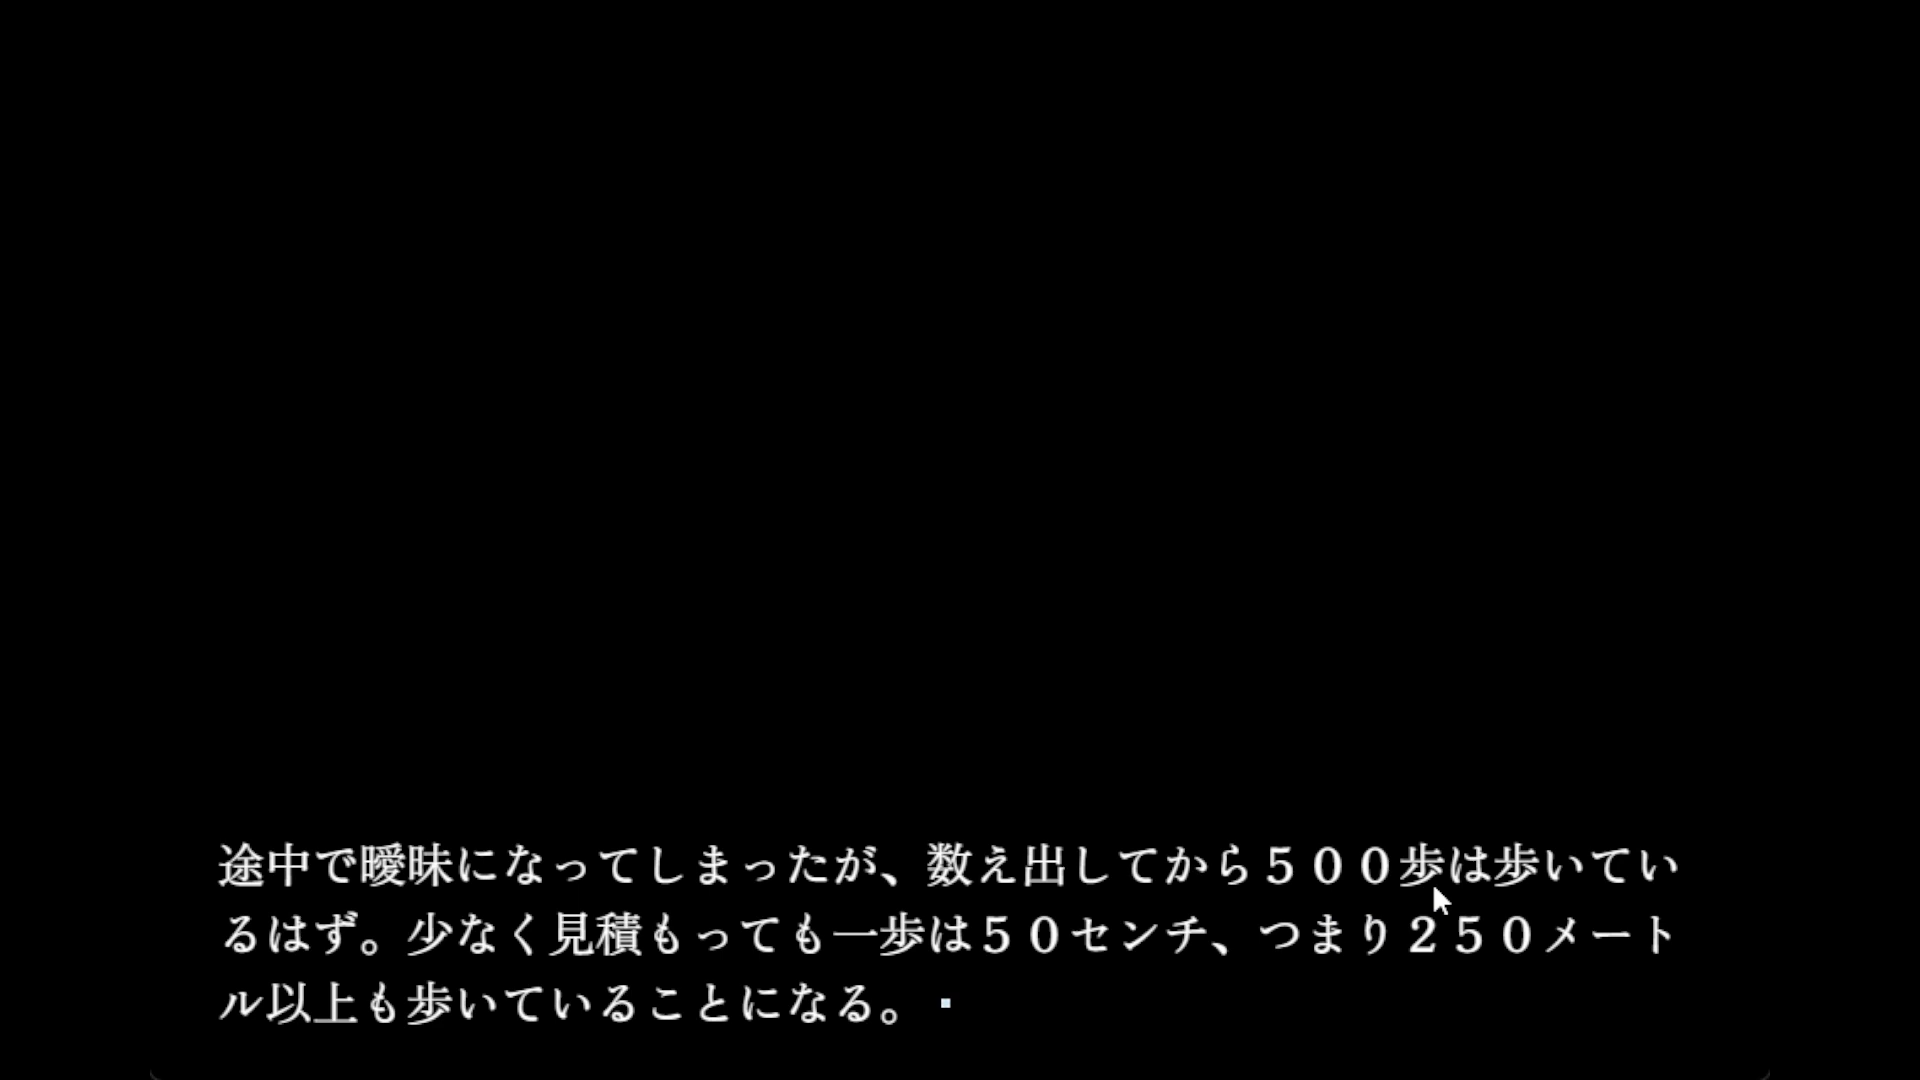 途中で曖昧になってしまったが、数え出してから５００歩は歩いてい
るはず。少なく見積もっても一歩は５０センチ、つまり２５０メート
ル以上も歩いていることになる。